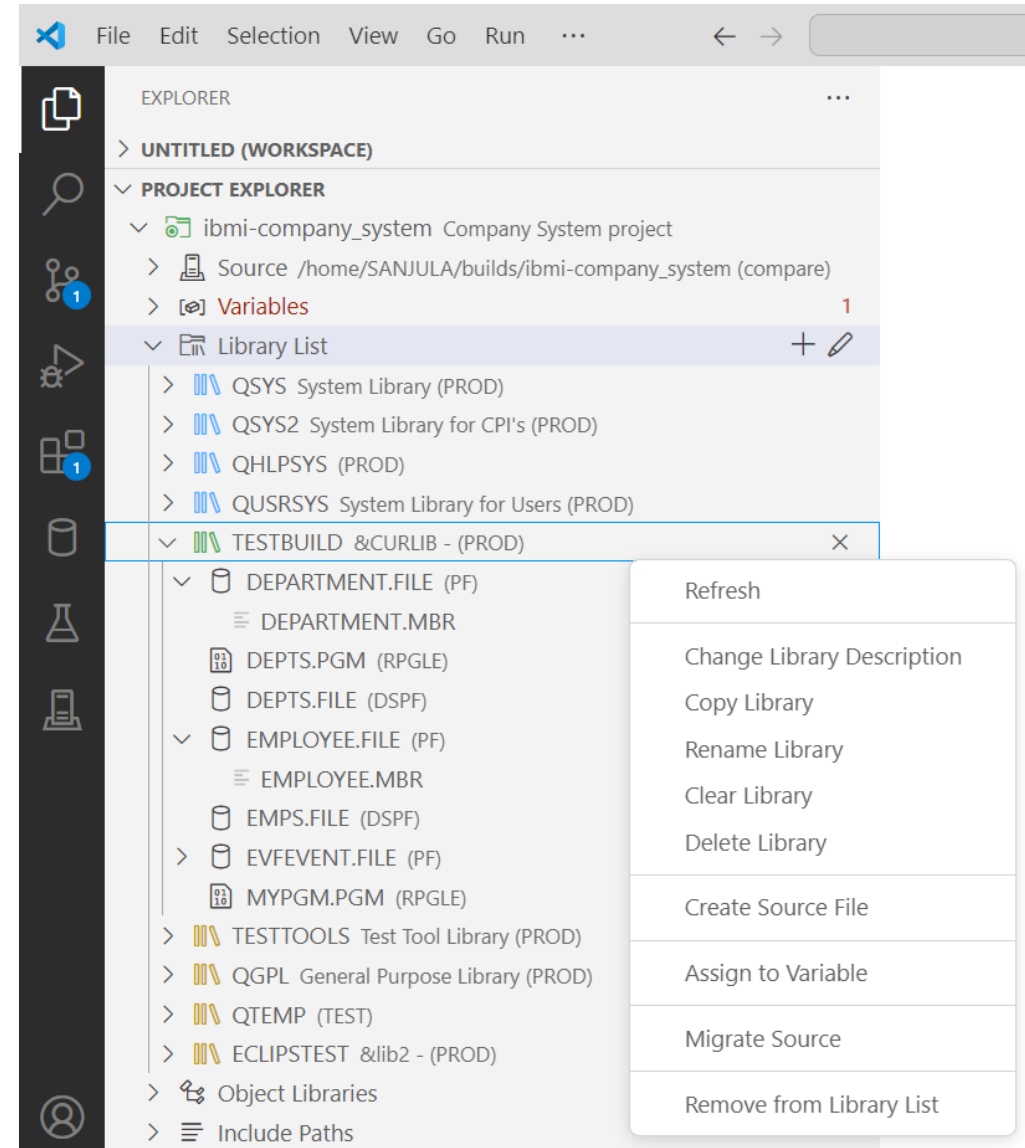 File Edit Selection View Go Run ···
EXPLORER ···
UNTITLED (WORKSPACE)
PROJECT EXPLORER
ibmi-company_system Company System project
Source /home/SANJULA/builds/ibmi-company_system (compare)
1
Variables 1
Library List
QSYS System Library (PROD)
QSYS2 System Library for CPI's (PROD)
1
QHLPSYS (PROD)
QUSRSYS System Library for Users (PROD)
TESTBUILD &CURLIB - (PROD)
DEPARTMENT.FILE (PF)
DEPARTMENT.MBR
DEPTS.PGM (RPGLE)
DEPTS.FILE (DSPF)
EMPLOYEE.FILE (PF)
EMPLOYEE.MBR
EMPS.FILE (DSPF)
EVFEVENT.FILE (PF)
MYPGM.PGM (RPGLE)
TESTTOOLS Test Tool Library (PROD)
QGPL General Purpose Library (PROD)
QTEMP (TEST)
ECLIPSTEST &lib2 - (PROD)
Object Libraries
Include Paths
Refresh
Change Library Description
Copy Library
Rename Library
Clear Library
Delete Library
Create Source File
Assign to Variable
Migrate Source
Remove from Library List